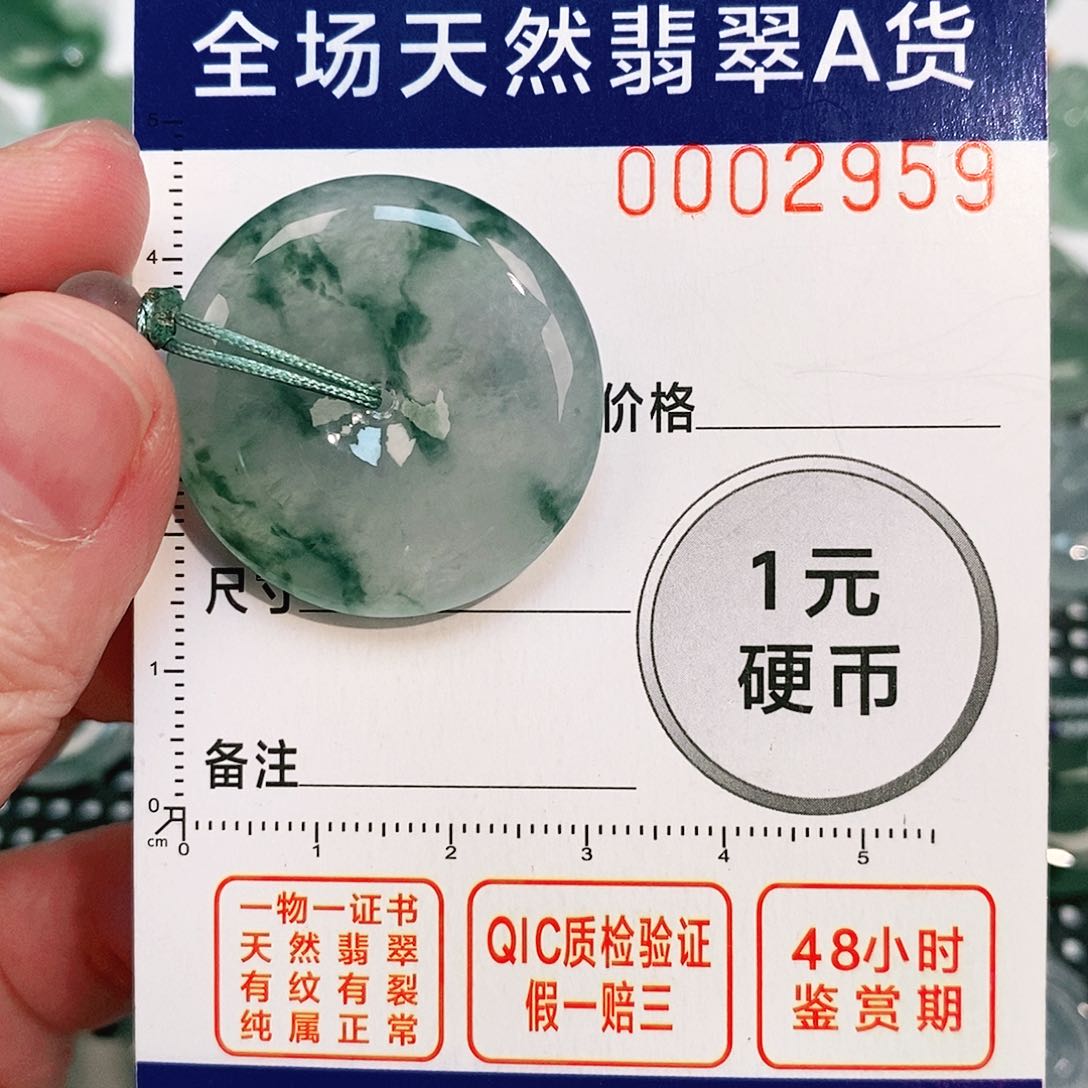 全场天然翡翠A货
0002959
5
4
价格
1元
硬币
尺寸
1
备注
0
cm
0 1 2 3 4 5
一物一证书
天然翡翠
有纹有裂
纯属正常
QIC质检验证
假一赔三
48小时
鉴赏期